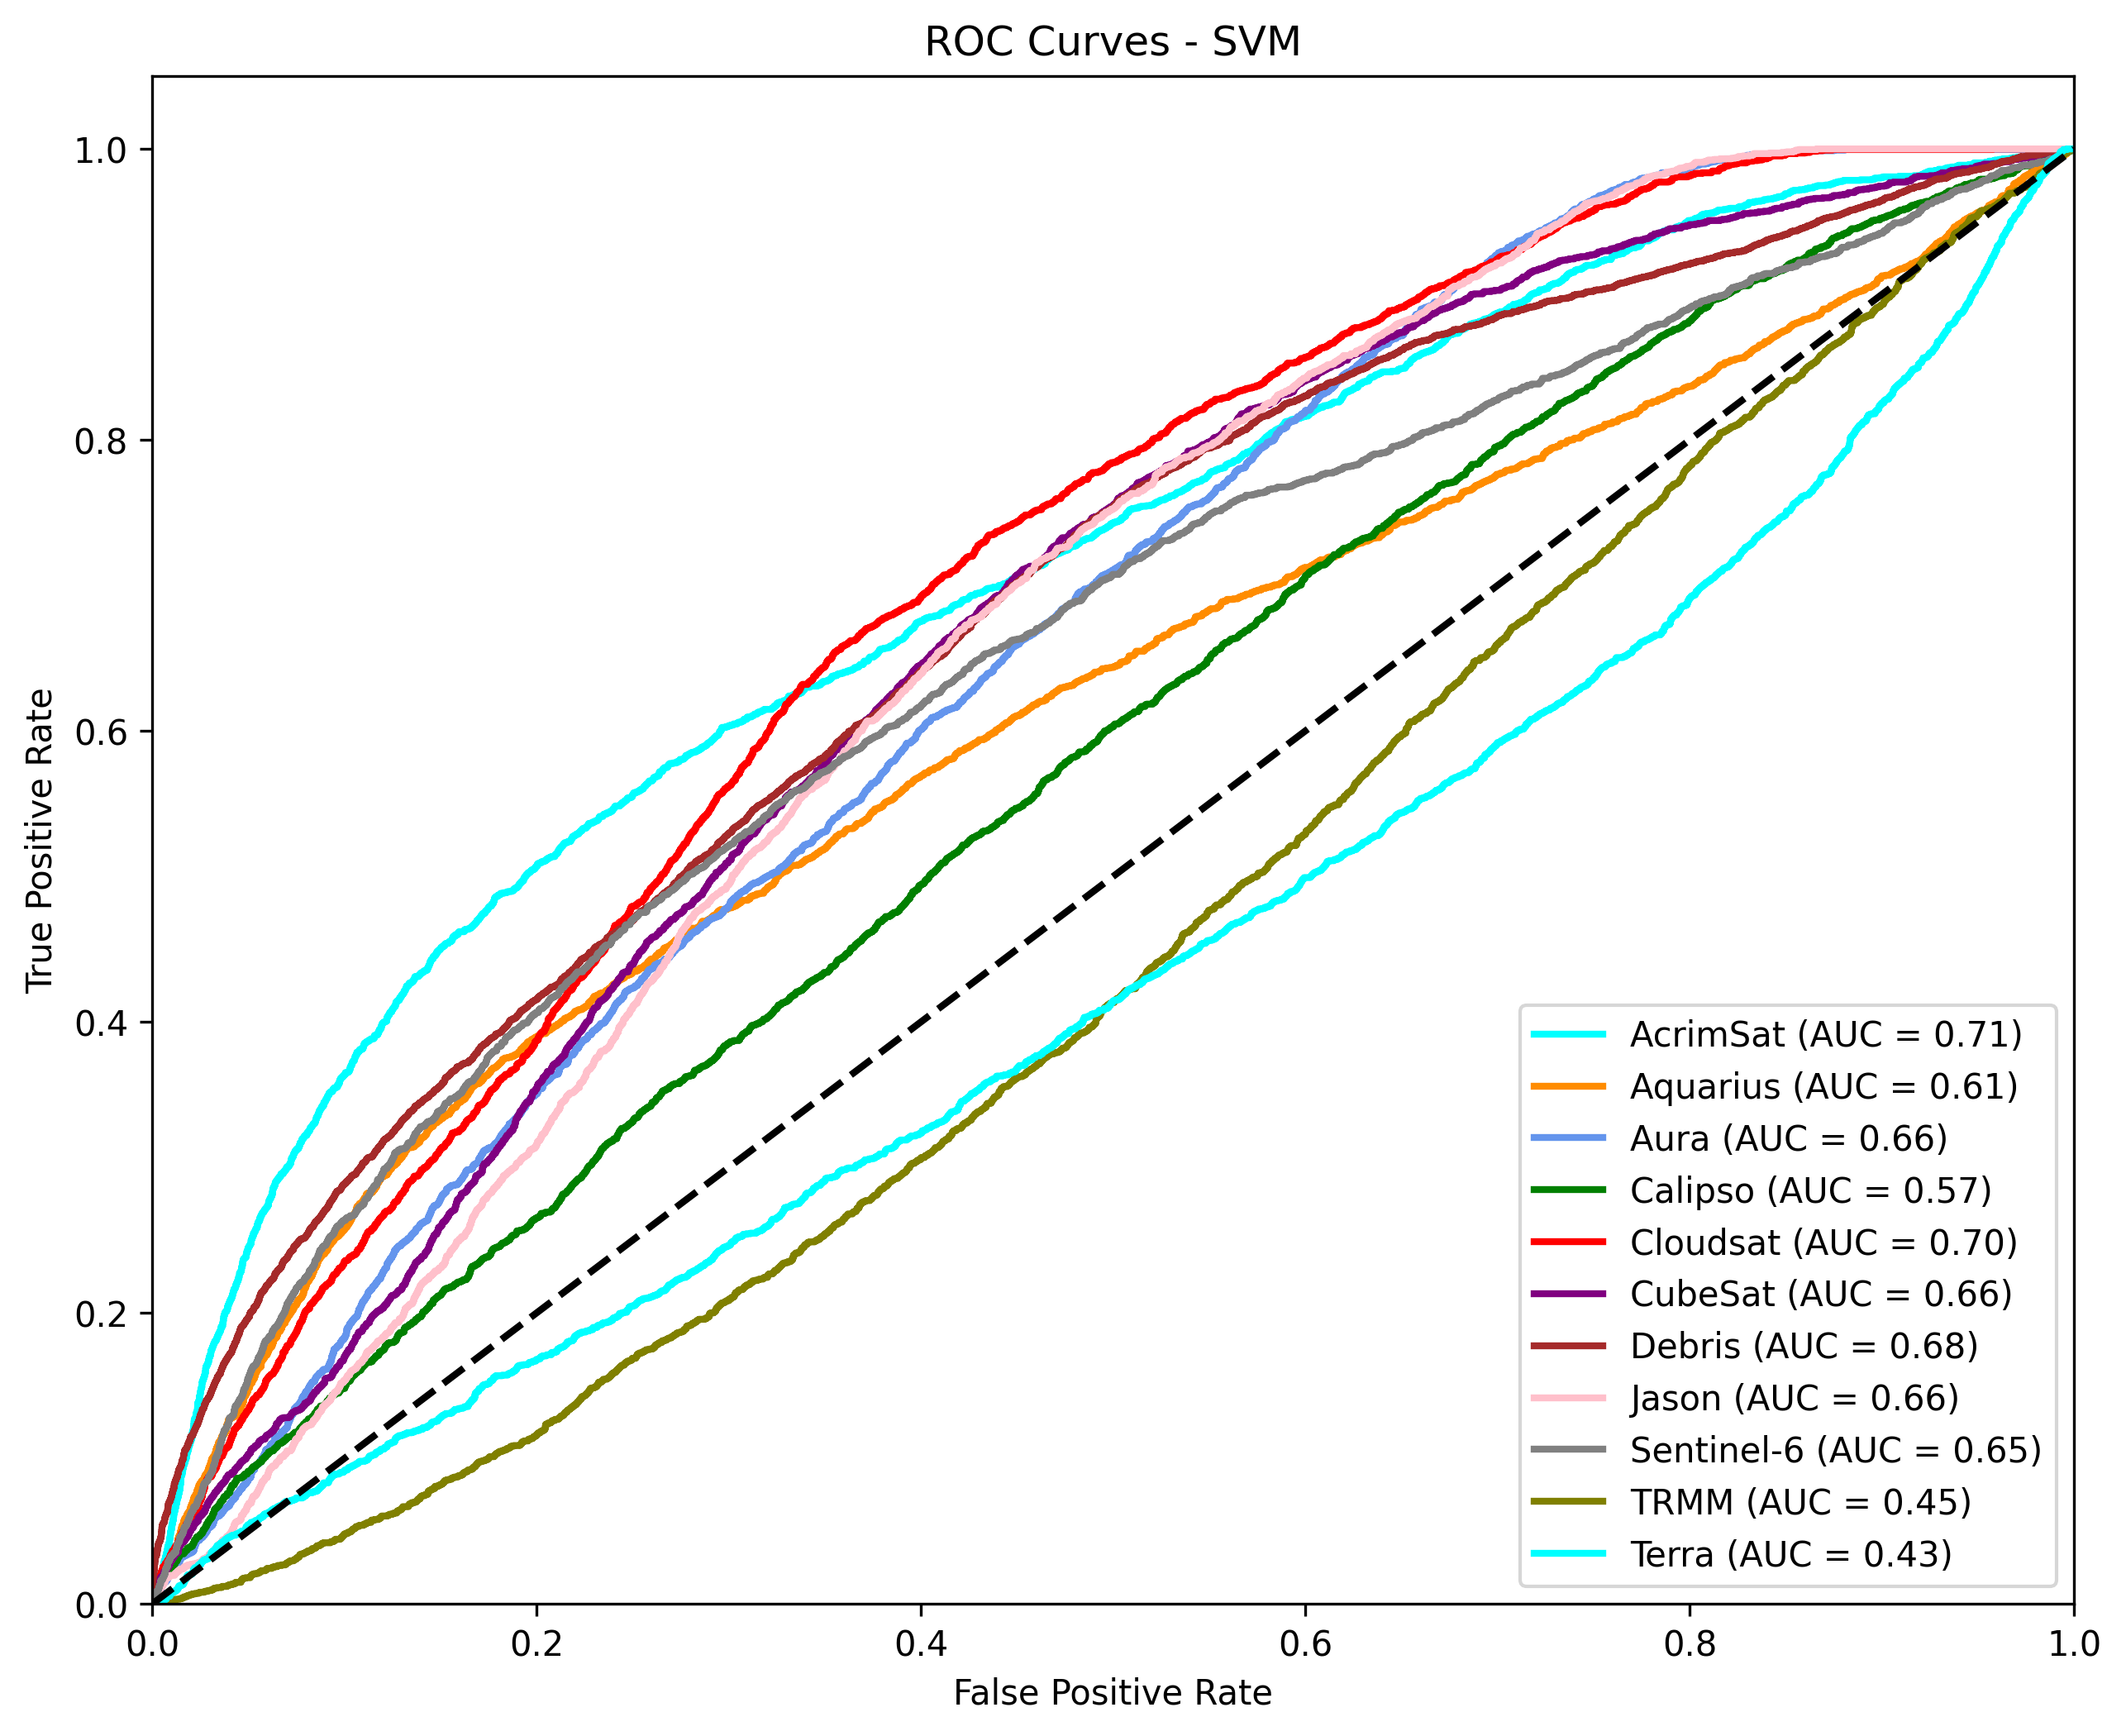 ROC Curves - SVM
True Positive Rate
1.0
0.8
0.6
0.4
0.2
0.0
AcrimSat (AUC = 0.71)
Aquarius (AUC = 0.61)
Aura (AUC = 0.66)
Calipso (AUC = 0.57)
Cloudsat (AUC = 0.70)
CubeSat (AUC = 0.66)
Debris (AUC = 0.68)
Jason (AUC = 0.66)
Sentinel-6 (AUC = 0.65)
TRMM (AUC = 0.45)
Terra (AUC = 0.43)
0.0 0.2 0.4 0.6 0.8 1.0
False Positive Rate